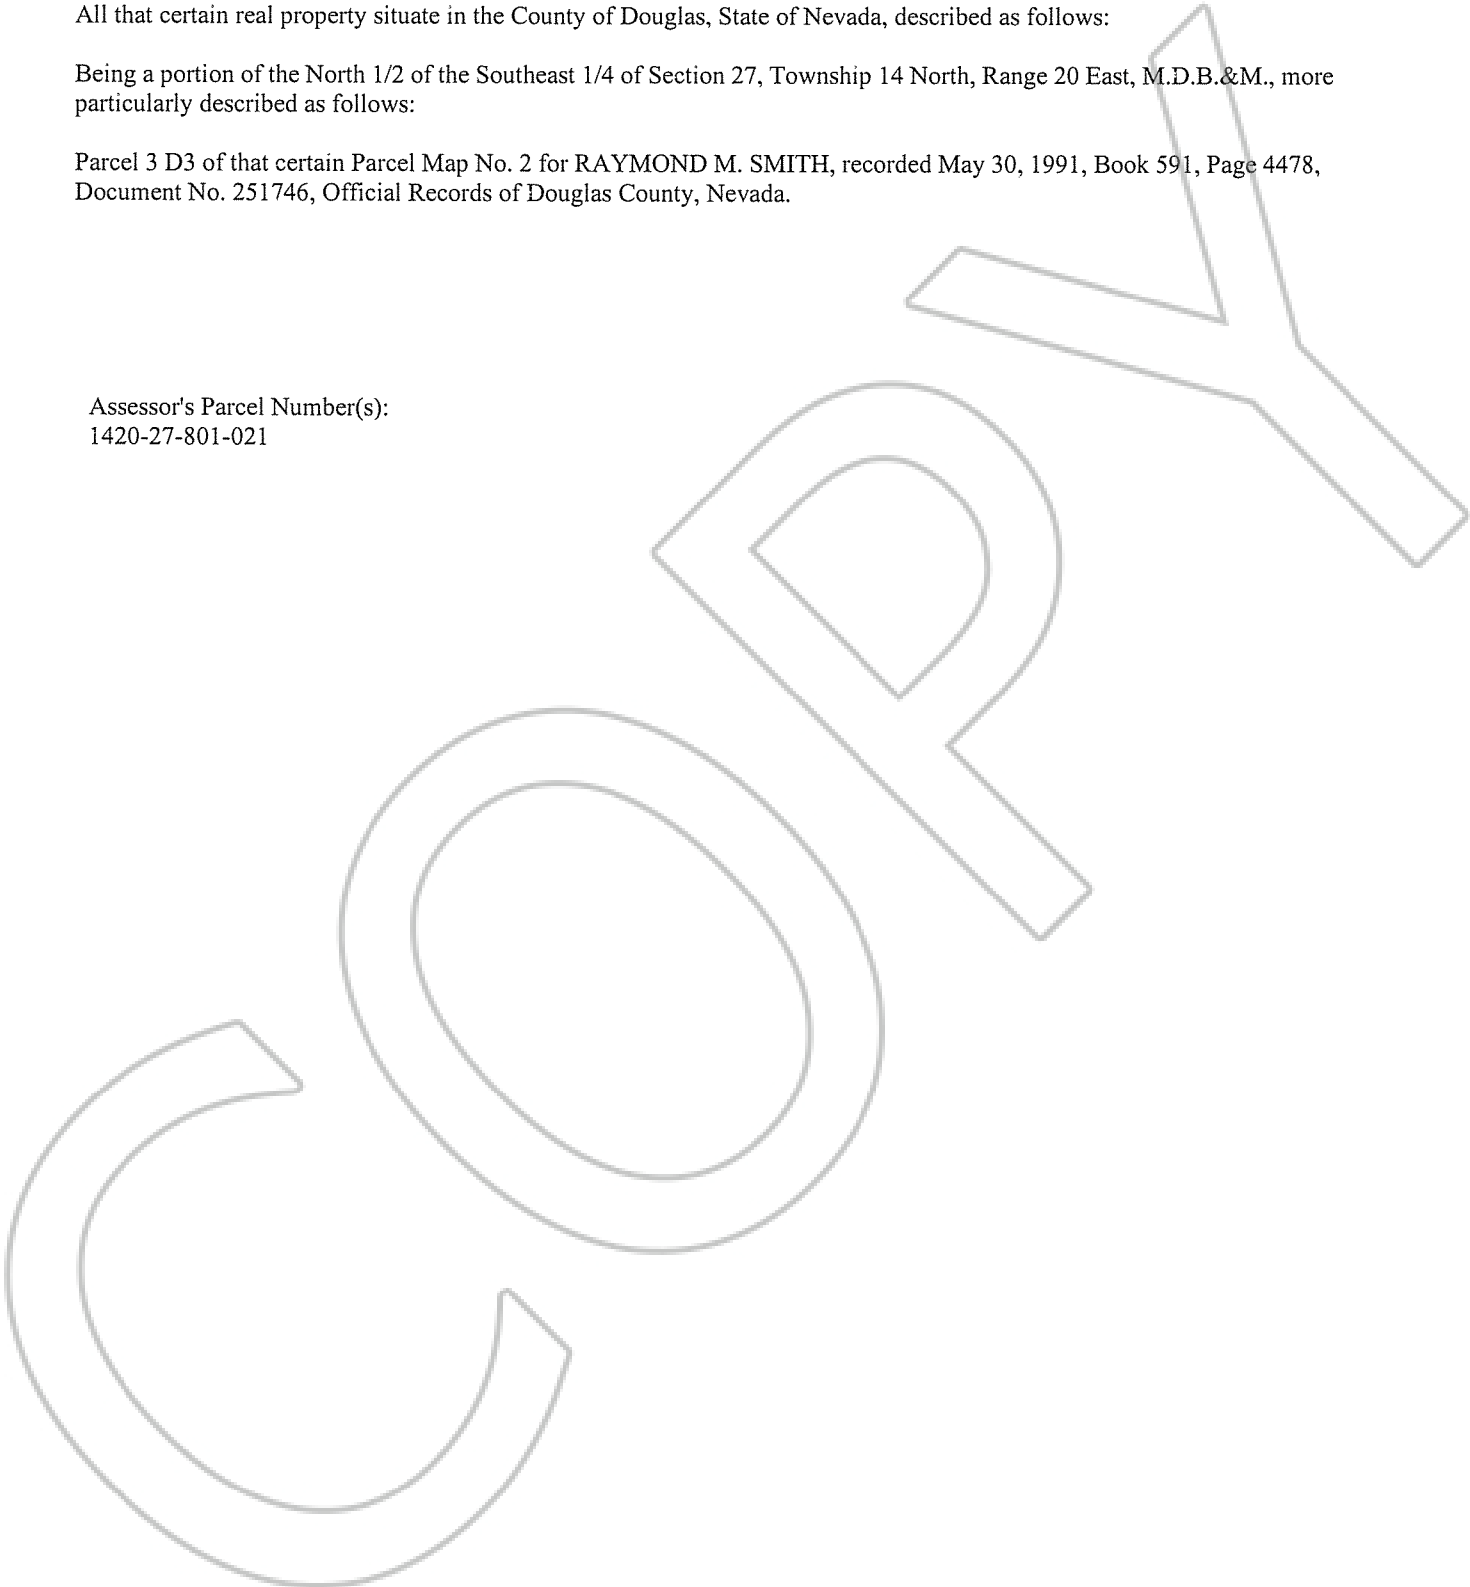 All that certain real property situate in the County of Douglas, State of Nevada, described as follows:
Being a portion of the North 1/2 of the Southeast 1/4 of Section 27, Township 14 North, Range 20 East, M.D.B.&M., more
particularly described as follows:
Parcel 3 D3 of that certain Parcel Map No. 2 for RAYMOND M. SMITH, recorded May 30, 1991, Book 591, Page 4478,
Document No. 251746, Official Records of Douglas County, Nevada.
Assessor's Parcel Number(s):
1420-27-801-021
COPY